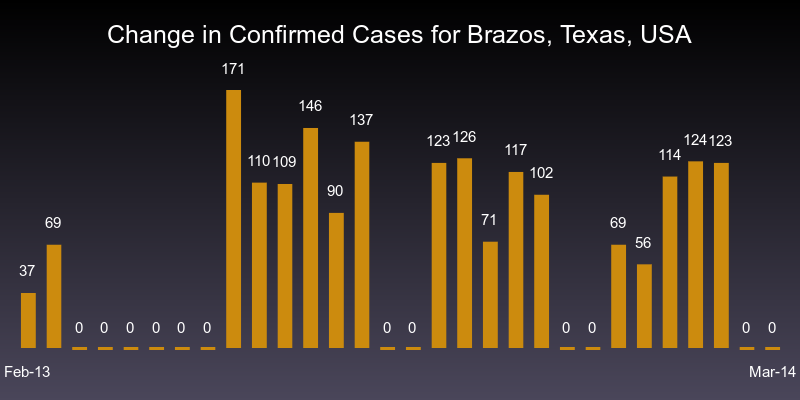 Change in Confirmed Cases for Brazos, Texas, USA
37 69 0 0 0 0 0 0 171 110 109 146 90 137 0 0 123 126 71 117 102 0 0 69 56 114 124 123 0 0
Feb-13 Mar-14